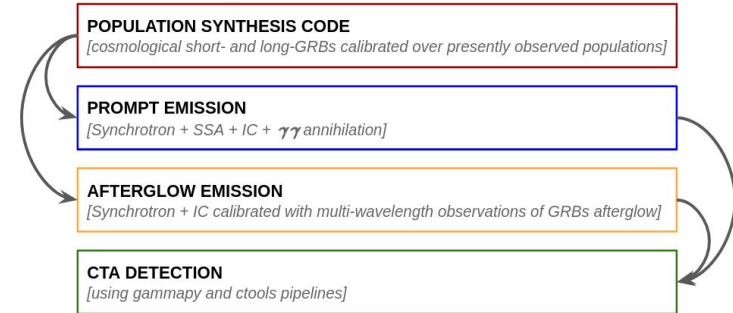 POPULATION SYNTHESIS CODE
[cosmological short- and long-GRBs calibrated over presently observed populations]
PROMPT EMISSION
[Synchrotron + SSA + IC + γγ annihilation]
AFTERGLOW EMISSION
[Synchrotron + IC calibrated with multi-wavelength observations of GRBs afterglow]
CTA DETECTION
[using gammapy and ctools pipelines]